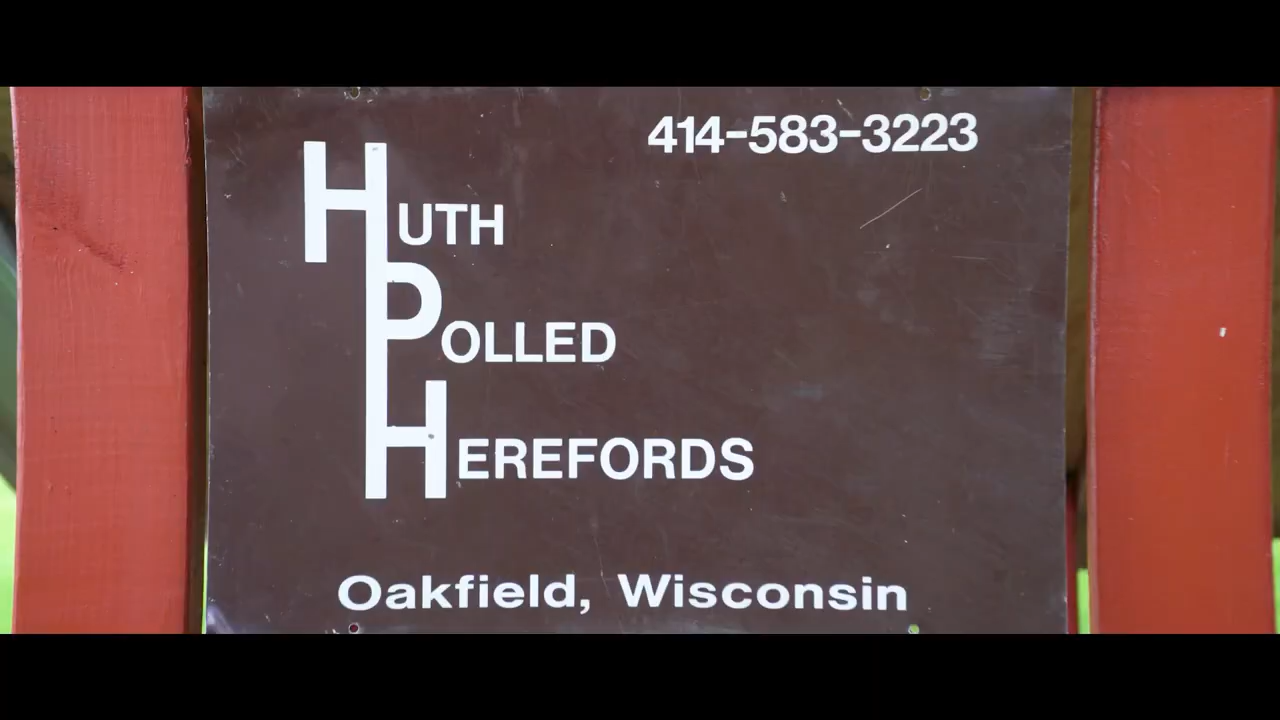 414-583-3223
HUTH
POLLED
HEREFORDS
Oakfield, Wisconsin